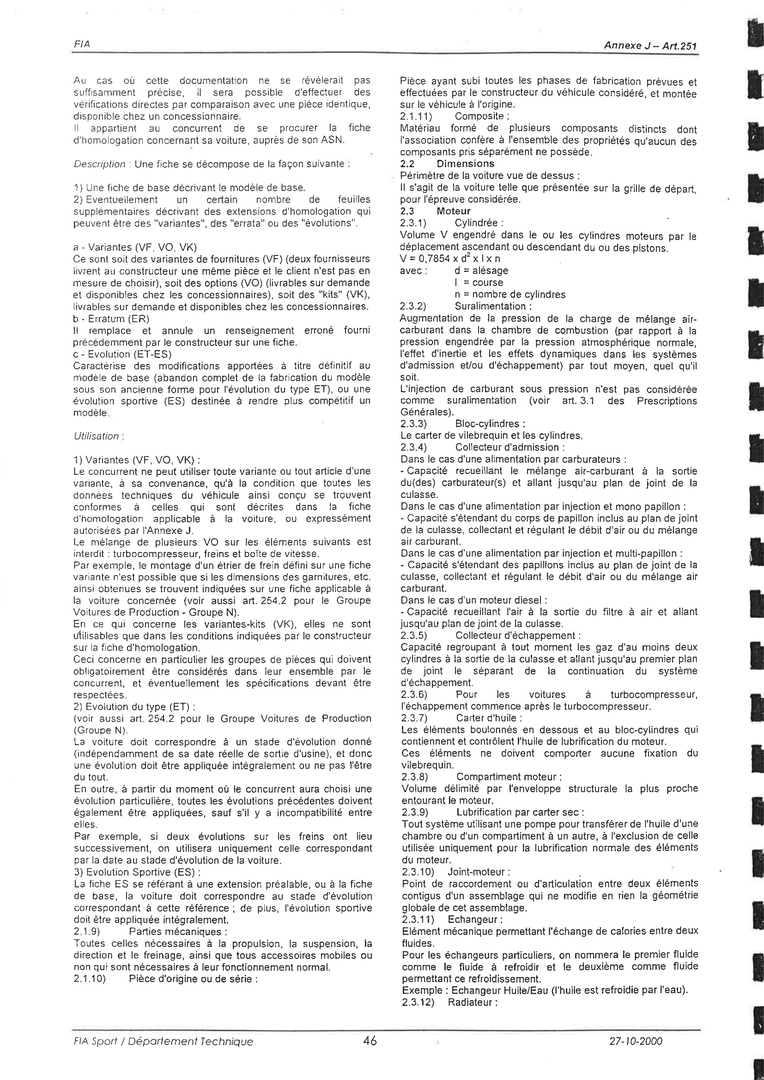 FIA
Annexe J – Art.251
Au cas où cette documentation ne se révélerait pas
suffisamment précise, il sera possible d'effectuer des
vérifications directes par comparaison avec une pièce identique,
disponible chez un concessionnaire.
Il appartient au concurrent de se procurer la fiche
d'homologation concernant sa voiture, auprès de son ASN.
Description : Une fiche se décompose de la façon suivante :
1) Une fiche de base décrivant le modèle de base.
2) Eventuellement un certain nombre de feuilles
supplémentaires décrivant des extensions d'homologation qui
peuvent être des "variantes", des "errata" ou des "évolutions".
a - Variantes (VF, VO, VK)
Ce sont soit des variantes de fournitures (VF) (deux fournisseurs
livrent au constructeur une même pièce et le client n'est pas en
mesure de choisir), soit des options (VO) (livrables sur demande
et disponibles chez les concessionnaires), soit des "kits" (VK),
livrables sur demande et disponibles chez les concessionnaires.
b - Erratum (ER)
Il remplace et annule un renseignement erroné fourni
précédemment par le constructeur sur une fiche.
c - Evolution (ET-ES)
Caractérise des modifications apportées à titre définitif au
modèle de base (abandon complet de la fabrication du modèle
sous son ancienne forme pour l'évolution du type ET), ou une
évolution sportive (ES) destinée à rendre plus compétitif un
modèle.
Utilisation :
1) Variantes (VF, VO, VK) :
Le concurrent ne peut utiliser toute variante ou tout article d'une
variante, à sa convenance, qu'à la condition que toutes les
données techniques du véhicule ainsi conçu se trouvent
conformes à celles qui sont décrites dans la fiche
d'homologation applicable à la voiture, ou expressément
autorisées par l'Annexe J.
Le mélange de plusieurs VO sur les éléments suivants est
interdit : turbocompresseur, freins et boîte de vitesse.
Par exemple, le montage d'un étrier de frein défini sur une fiche
variante n'est possible que si les dimensions des garnitures, etc.
ainsi obtenues se trouvent indiquées sur une fiche applicable à
la voiture concernée (voir aussi art. 254.2 pour le Groupe
Voitures de Production - Groupe N).
En ce qui concerne les variantes-kits (VK), elles ne sont
utilisables que dans les conditions indiquées par le constructeur
sur la fiche d'homologation.
Ceci concerne en particulier les groupes de pièces qui doivent
obligatoirement être considérés dans leur ensemble par le
concurrent, et éventuellement les spécifications devant être
respectées.
2) Evolution du type (ET) :
(voir aussi art. 254.2 pour le Groupe Voitures de Production
(Groupe N).
La voiture doit correspondre à un stade d'évolution donné
(indépendamment de sa date réelle de sortie d'usine), et donc
une évolution doit être appliquée intégralement ou ne pas l'être
du tout.
En outre, à partir du moment où le concurrent aura choisi une
évolution particulière, toutes les évolutions précédentes doivent
également être appliquées, sauf s'il y a incompatibilité entre
elles.
Par exemple, si deux évolutions sur les freins ont lieu
successivement, on utilisera uniquement celle correspondant
par la date au stade d'évolution de la voiture.
3) Evolution Sportive (ES) :
La fiche ES se référant à une extension préalable, ou à la fiche
de base, la voiture doit correspondre au stade d'évolution
correspondant à cette référence ; de plus, l'évolution sportive
doit être appliquée intégralement.
2.1.9) Parties mécaniques :
Toutes celles nécessaires à la propulsion, la suspension, la
direction et le freinage, ainsi que tous accessoires mobiles ou
non qui sont nécessaires à leur fonctionnement normal.
2.1.10) Pièce d'origine ou de série :
Pièce ayant subi toutes les phases de fabrication prévues et
effectuées par le constructeur du véhicule considéré, et montée
sur le véhicule à l'origine.
2.1.11) Composite :
Matériau formé de plusieurs composants distincts dont
l'association confère à l'ensemble des propriétés qu'aucun des
composants pris séparément ne possède.
2.2 Dimensions
Périmètre de la voiture vue de dessus :
Il s'agit de la voiture telle que présentée sur la grille de départ,
pour l'épreuve considérée.
2.3 Moteur
2.3.1) Cylindrée :
Volume V engendré dans le ou les cylindres moteurs par le
déplacement ascendant ou descendant du ou des pistons.
V = 0,7854 x d² x l x n
avec : d = alésage
l = course
n = nombre de cylindres
2.3.2) Suralimentation :
Augmentation de la pression de la charge de mélange air-
carburant dans la chambre de combustion (par rapport à la
pression engendrée par la pression atmosphérique normale,
l'effet d'inertie et les effets dynamiques dans les systèmes
d'admission et/ou d'échappement) par tout moyen, quel qu'il
soit.
L'injection de carburant sous pression n'est pas considérée
comme suralimentation (voir art. 3.1 des Prescriptions
Générales).
2.3.3) Bloc-cylindres :
Le carter de vilebrequin et les cylindres.
2.3.4) Collecteur d'admission :
Dans le cas d'une alimentation par carburateurs :
- Capacité recueillant le mélange air-carburant à la sortie
du(des) carburateur(s) et allant jusqu'au plan de joint de la
culasse.
Dans le cas d'une alimentation par injection et mono papillon :
- Capacité s'étendant du corps de papillon inclus au plan de joint
de la culasse, collectant et régulant le débit d'air ou du mélange
air carburant.
Dans le cas d'une alimentation par injection et multi-papillon :
- Capacité s'étendant des papillons inclus au plan de joint de la
culasse, collectant et régulant le débit d'air ou du mélange air
carburant.
Dans le cas d'un moteur diesel :
- Capacité recueillant l'air à la sortie du filtre à air et allant
jusqu'au plan de joint de la culasse.
2.3.5) Collecteur d'échappement :
Capacité regroupant à tout moment les gaz d'au moins deux
cylindres à la sortie de la culasse et allant jusqu'au premier plan
de joint le séparant de la continuation du système
d'échappement.
2.3.6) Pour les voitures à turbocompresseur,
l'échappement commence après le turbocompresseur.
2.3.7) Carter d'huile :
Les éléments boulonnés en dessous et au bloc-cylindres qui
contiennent et contrôlent l'huile de lubrification du moteur.
Ces éléments ne doivent comporter aucune fixation du
vilebrequin.
2.3.8) Compartiment moteur :
Volume délimité par l'enveloppe structurale la plus proche
entourant le moteur.
2.3.9) Lubrification par carter sec :
Tout système utilisant une pompe pour transférer de l'huile d'une
chambre ou d'un compartiment à un autre, à l'exclusion de celle
utilisée uniquement pour la lubrification normale des éléments
du moteur.
2.3.10) Joint-moteur :
Point de raccordement ou d'articulation entre deux éléments
contigus d'un assemblage qui ne modifie en rien la géométrie
globale de cet assemblage.
2.3.11) Echangeur :
Elément mécanique permettant l'échange de calories entre deux
fluides.
Pour les échangeurs particuliers, on nommera le premier fluide
comme le fluide à refroidir et le deuxième comme fluide
permettant ce refroidissement.
Exemple : Echangeur Huile/Eau (l'huile est refroidie par l'eau).
2.3.12) Radiateur :
FIA Sport / Département Technique
46
27-10-2000